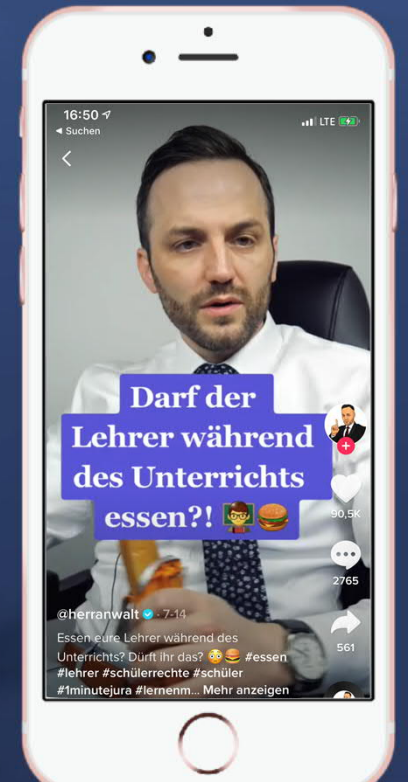 16:50
LTE
◄ Suchen
Darf der
Lehrer während
des Unterrichts
essen?! 👨‍🏫🍔
90,5K
2765
561
@herranwalt · 7-14
Essen eure Lehrer während des
Unterrichts? Dürft ihr das? 😳🍔 #essen
#lehrer #schülerrechte #schüler
#1minutejura #lernenm... Mehr anzeigen